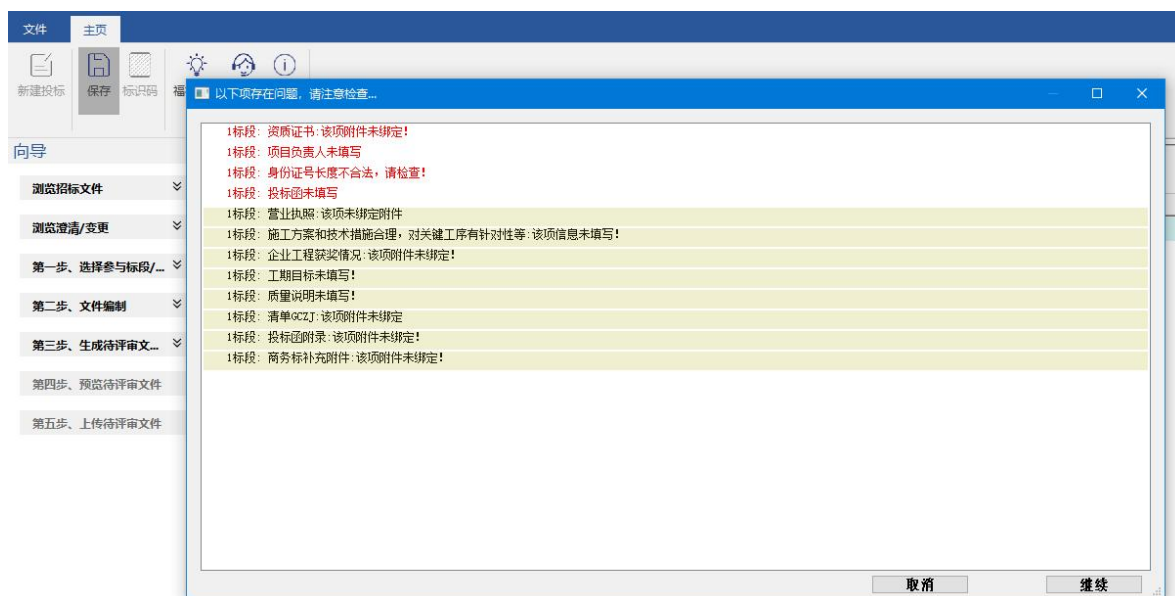 文件 主页
新建投标 保存 标识码
以下项存在问题，请注意检查...
1标段：资质证书:该项附件未绑定!
1标段：项目负责人未填写
1标段：身份证号长度不合法，请检查!
1标段：投标函未填写
1标段：营业执照:该项未绑定附件
1标段：施工方案和技术措施合理，对关键工序有针对性等:该项信息未填写!
1标段：企业工程获奖情况:该项附件未绑定!
1标段：工期目标未填写!
1标段：质量说明未填写!
1标段：清单GCZJ:该项附件未绑定
1标段：投标函附录:该项附件未绑定!
1标段：商务标补充附件:该项附件未绑定!
取消 继续
向导
浏览招标文件
浏览澄清/变更
第一步、选择参与标段/...
第二步、文件编制
第三步、生成待评审文...
第四步、预览待评审文件
第五步、上传待评审文件